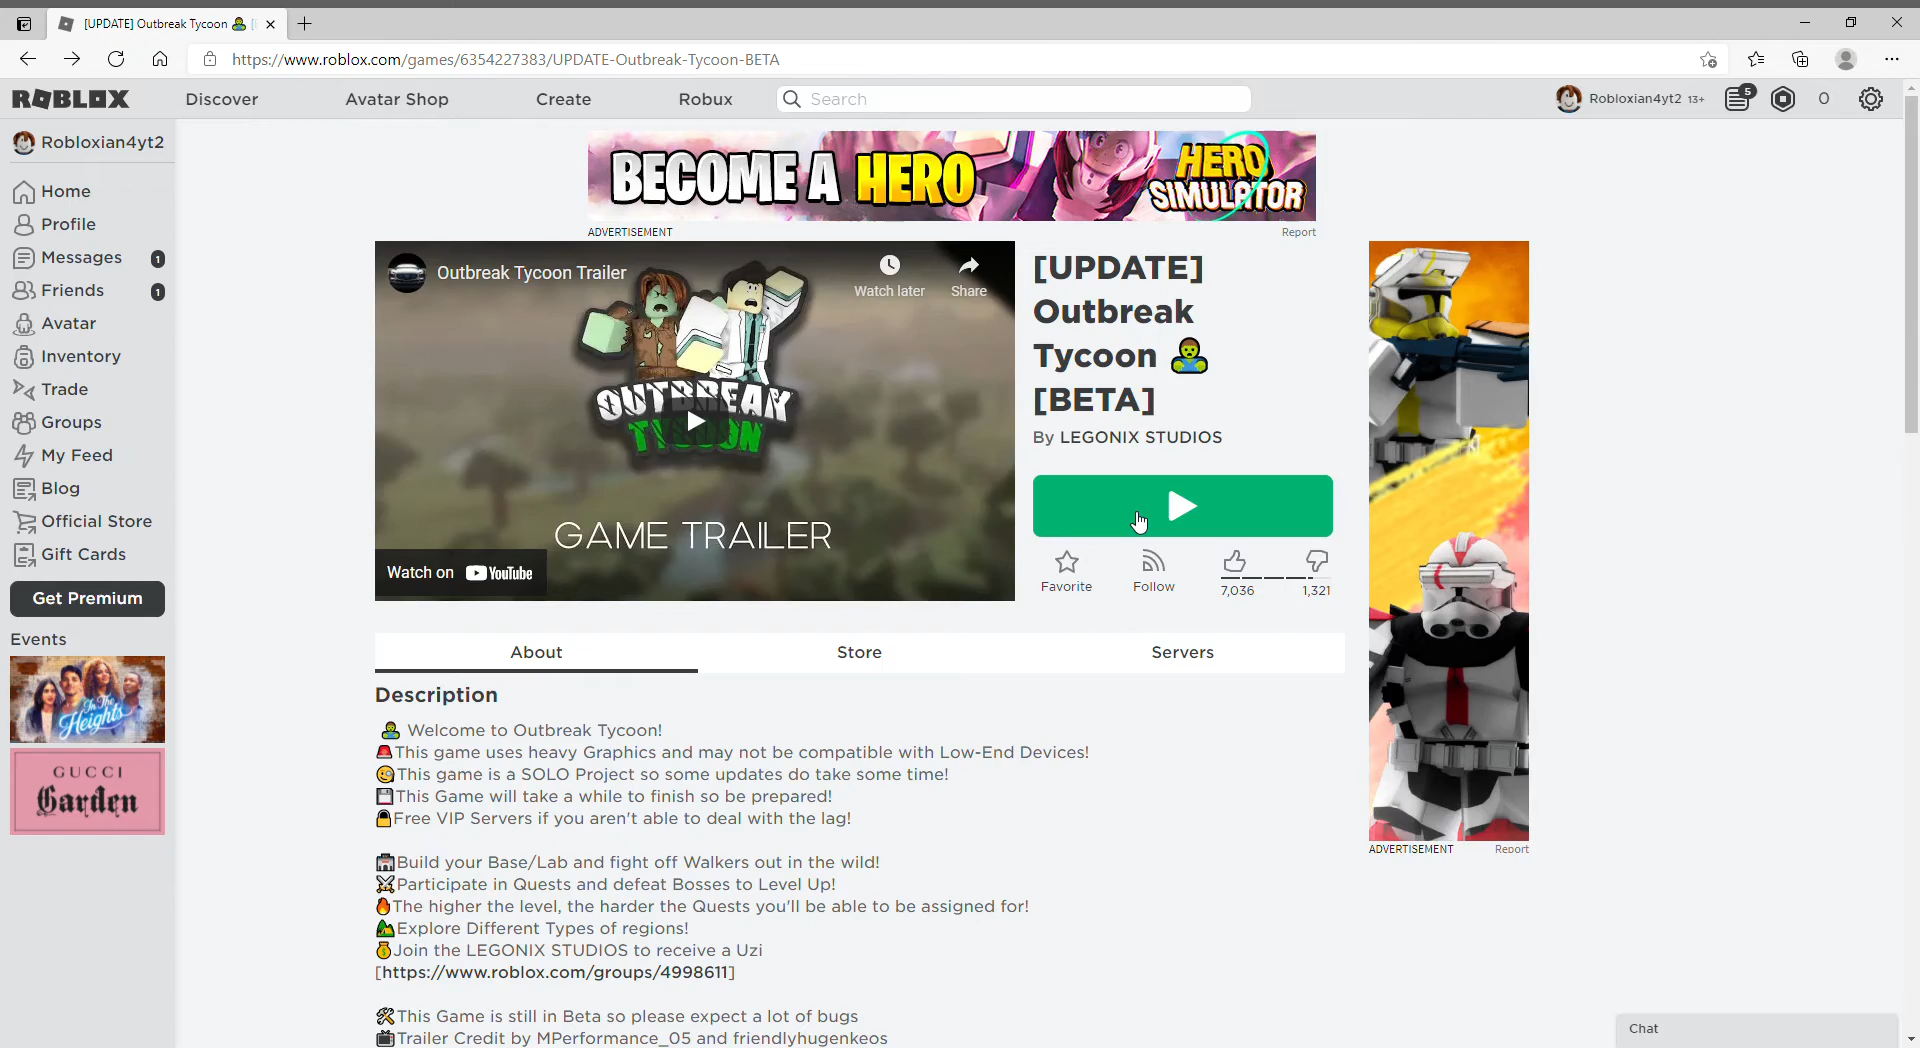 [UPDATE] Outbreak Tycoon
https://www.roblox.com/games/6354227383/UPDATE-Outbreak-Tycoon-BETA
ROBLOX
Discover
Avatar Shop
Create
Robux
Search
Robloxian4yt2 13+
5
0
Robloxian4yt2
Home
Profile
Messages 1
Friends 1
Avatar
Inventory
Trade
Groups
My Feed
Blog
Official Store
Gift Cards
Get Premium
Events
In The
Heights
GUCCI
Garden
BECOME A HERO
HERO
SIMULATOR
ADVERTISEMENT
Report
Outbreak Tycoon Trailer
Watch later
Share
OUTBREAK
TYCOON
GAME TRAILER
Watch on YouTube
[UPDATE]
Outbreak
Tycoon 🧟‍♂️
[BETA]
By LEGONIX STUDIOS
Favorite
Follow
7,036
1,321
About
Store
Servers
Description
🧟‍♂️ Welcome to Outbreak Tycoon!
🚨This game uses heavy Graphics and may not be compatible with Low-End Devices!
🧐This game is a SOLO Project so some updates do take some time!
💾This Game will take a while to finish so be prepared!
🔒Free VIP Servers if you aren't able to deal with the lag!
🏥Build your Base/Lab and fight off Walkers out in the wild!
⚔️Participate in Quests and defeat Bosses to Level Up!
🔥The higher the level, the harder the Quests you'll be able to be assigned for!
🏕️Explore Different Types of regions!
💰Join the LEGONIX STUDIOS to receive a Uzi
[https://www.roblox.com/groups/4998611]
🛠️This Game is still in Beta so please expect a lot of bugs
📺Trailer Credit by MPerformance_05 and friendlyhugenkeos
ADVERTISEMENT
Report
Chat